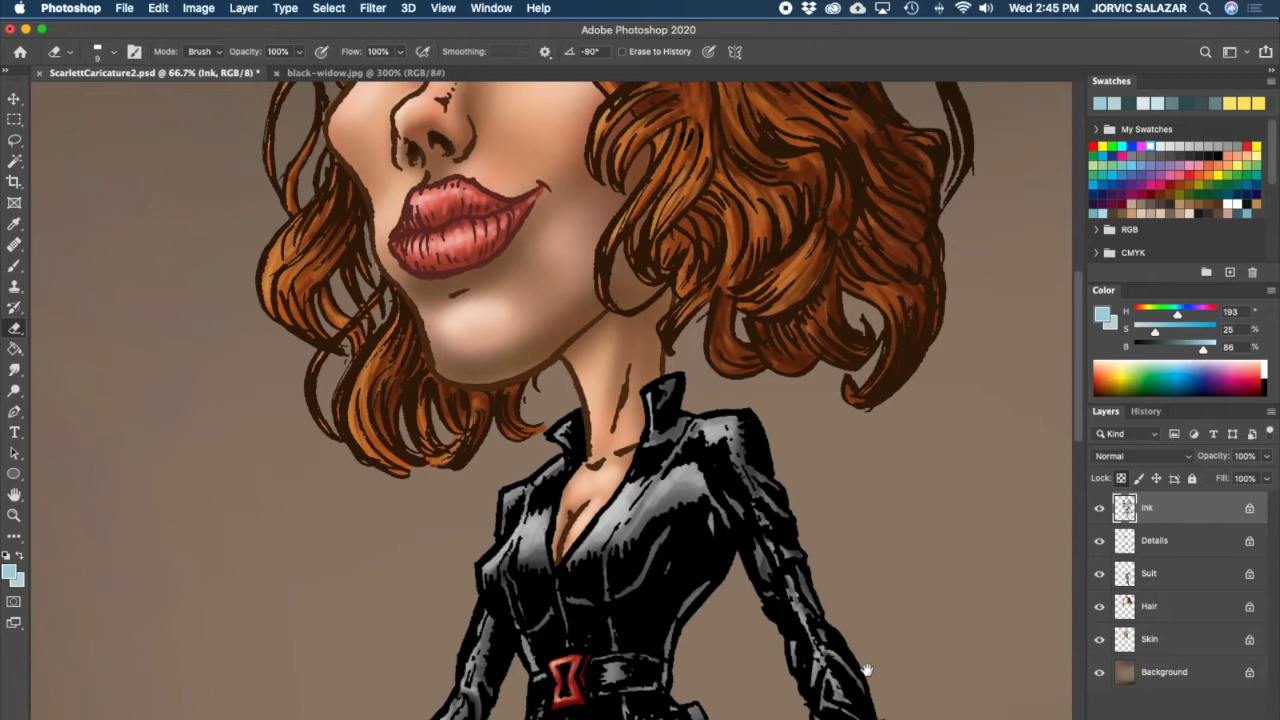 Photoshop File Edit Image Layer Type Select Filter 3D View Window Help Wed 2:45 PM JORVIC SALAZAR
Adobe Photoshop 2020
9 Mode: Brush Opacity: 100% Flow: 100% Smoothing: -90° Erase to History
ScarlettCaricature2.psd @ 66.7% (Ink, RGB/8) * black-widow.jpg @ 300% (RGB/8#)
Swatches
My Swatches
RGB
CMYK
Color
H 193 °
S 25 %
B 86 %
Layers History
Kind
Normal Opacity: 100%
Lock: Fill: 100%
Ink
Details
Suit
Hair
Skin
Background